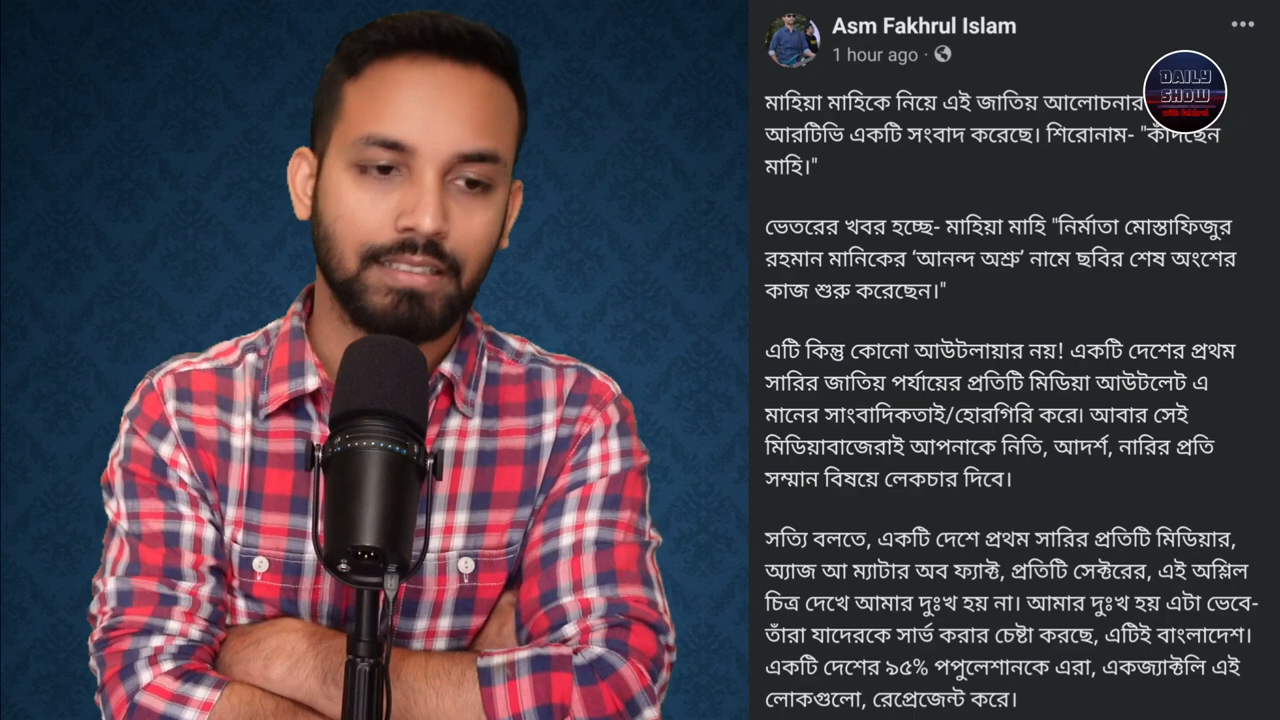 Asm Fakhrul Islam
1 hour ago ·
DAILY
SHOW
with fakhrul
মাহিয়া মাহিকে নিয়ে এই জাতিয় আলোচনার
আরটিভি একটি সংবাদ করেছে। শিরোনাম- "কাঁদছেন
মাহি।"
ভেতরের খবর হচ্ছে- মাহিয়া মাহি "নির্মাতা মোস্তাফিজুর
রহমান মানিকের ‘আনন্দ অশ্রু’ নামে ছবির শেষ অংশের
কাজ শুরু করেছেন।"
এটি কিন্তু কোনো আউটলায়ার নয়! একটি দেশের প্রথম
সারির জাতিয় পর্যায়ের প্রতিটি মিডিয়া আউটলেট এ
মানের সাংবাদিকতাই/হোরগিরি করে। আবার সেই
মিডিয়াবাজেরাই আপনাকে নিতি, আদর্শ, নারির প্রতি
সম্মান বিষয়ে লেকচার দিবে।
সত্যি বলতে, একটি দেশে প্রথম সারির প্রতিটি মিডিয়ার,
অ্যাজ আ ম্যাটার অব ফ্যাক্ট, প্রতিটি সেক্টরের, এই অশ্লিল
চিত্র দেখে আমার দুঃখ হয় না। আমার দুঃখ হয় এটা ভেবে-
তাঁরা যাদেরকে সার্ভ করার চেষ্টা করছে, এটিই বাংলাদেশ।
একটি দেশের ৯৫% পপুলেশানকে এরা, একজ্যাক্টলি এই
লোকগুলো, রেপ্রেজেন্ট করে।